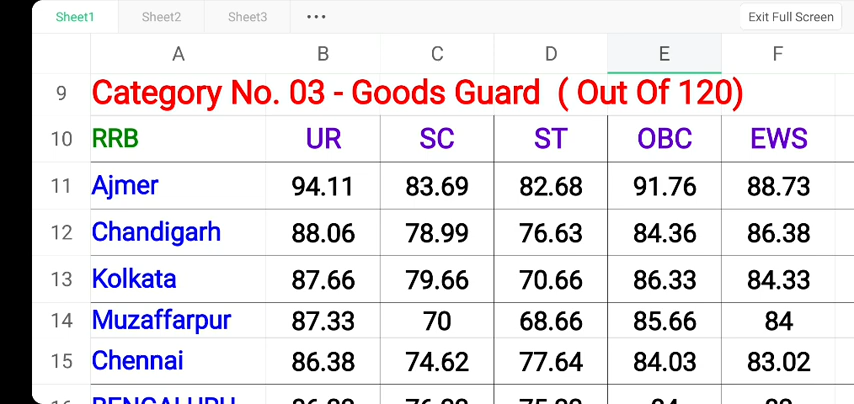 Sheet1 Sheet2 Sheet3 ••• Exit Full Screen
A B C D E F
9 Category No. 03 - Goods Guard ( Out Of 120)
10 RRB UR SC ST OBC EWS
11 Ajmer 94.11 83.69 82.68 91.76 88.73
12 Chandigarh 88.06 78.99 76.63 84.36 86.38
13 Kolkata 87.66 79.66 70.66 86.33 84.33
14 Muzaffarpur 87.33 70 68.66 85.66 84
15 Chennai 86.38 74.62 77.64 84.03 83.02